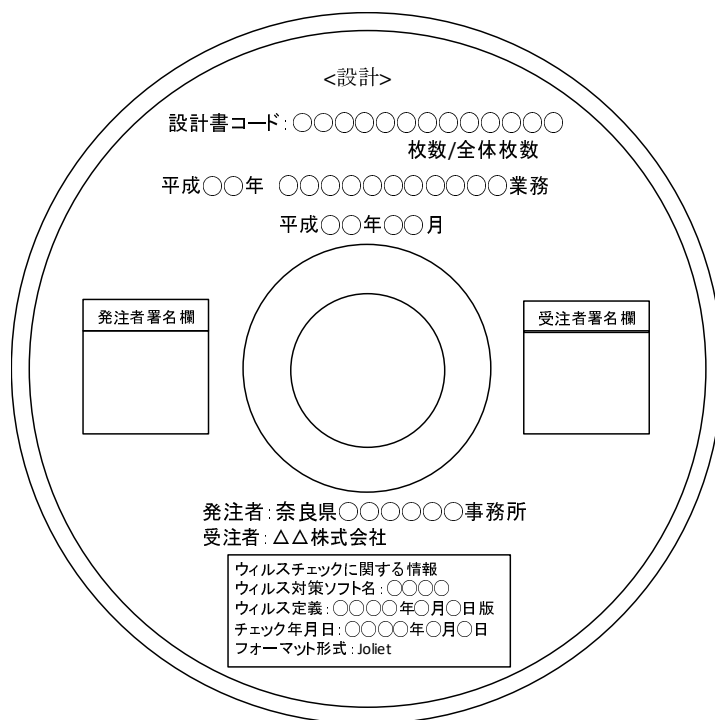 <設計>
設計書コード:○○○○○○○○○○○○○
枚数/全体枚数
平成○○年 ○○○○○○○○○○○業務
平成○○年○○月
発注者署名欄
受注者署名欄
発注者:奈良県○○○○○○事務所
受注者:△△株式会社
ウィルスチェックに関する情報
ウィルス対策ソフト名:○○○○
ウィルス定義:○○○○年○月○日版
チェック年月日:○○○○年○月○日
フォーマット形式:Joliet